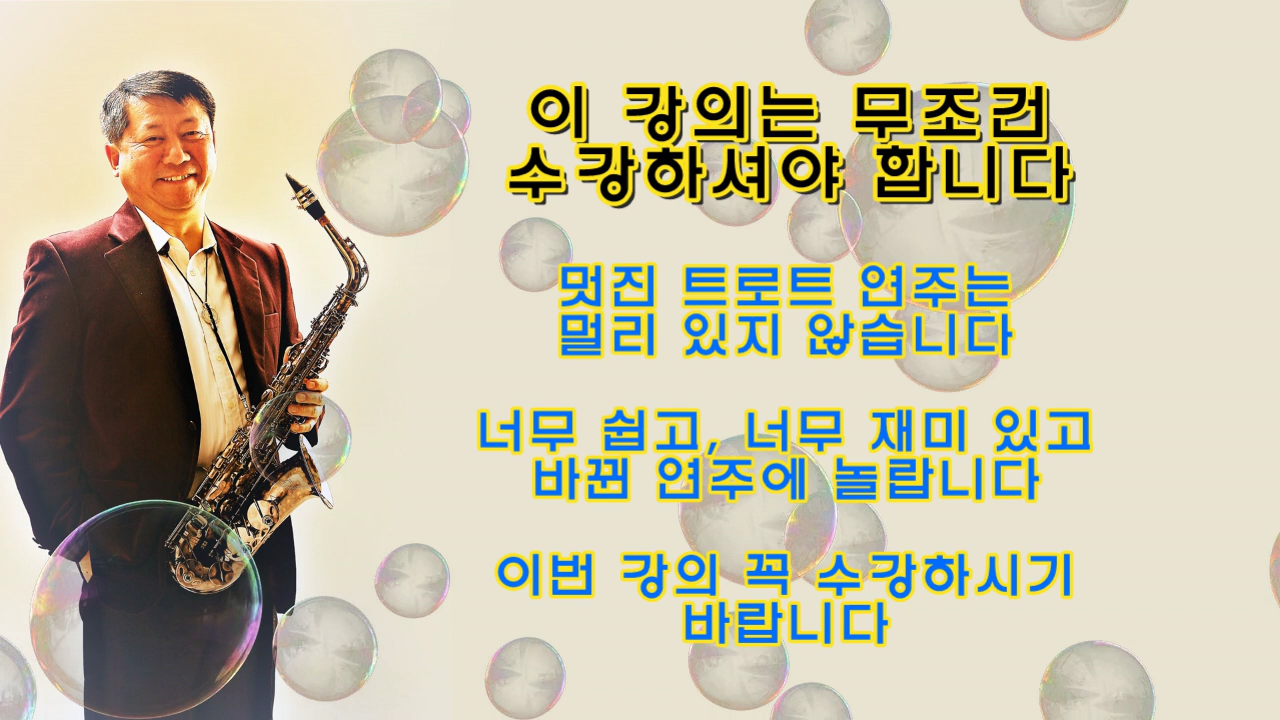 이 강의는 무조건
수강하셔야 합니다
멋진 트로트 연주는
멀리 있지 않습니다
너무 쉽고, 너무 재미 있고
바뀐 연주에 놀랍니다
이번 강의 꼭 수강하시기
바랍니다